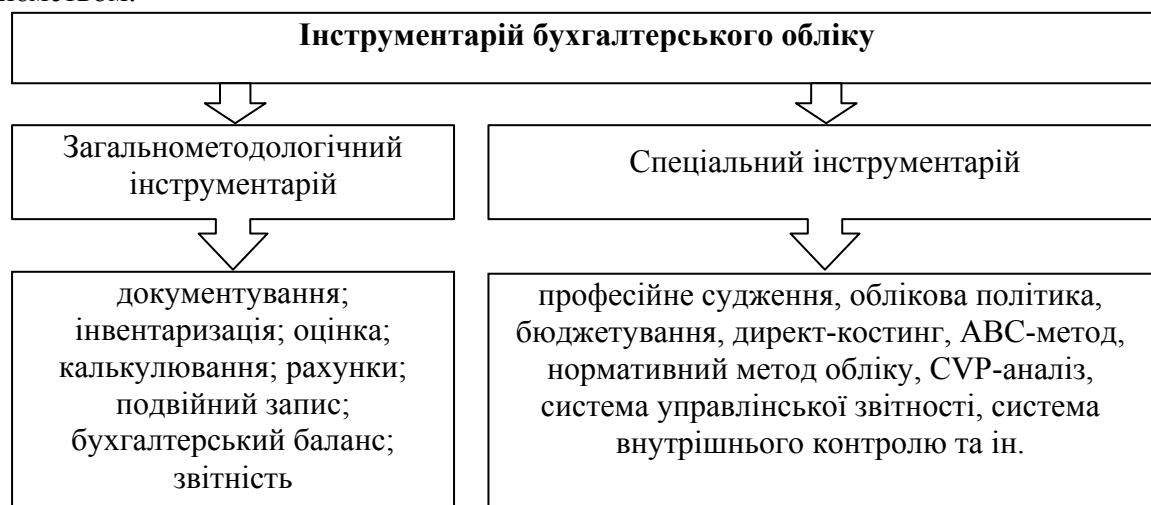 Інструментарій бухгалтерського обліку
Загальнометодологічний
інструментарій
Спеціальний інструментарій
документування;
інвентаризація; оцінка;
калькулювання; рахунки;
подвійний запис;
бухгалтерський баланс;
звітність
професійне судження, облікова політика,
бюджетування, директ-костинг, АВС-метод,
нормативний метод обліку, CVP-аналіз,
система управлінської звітності, система
внутрішнього контролю та ін.